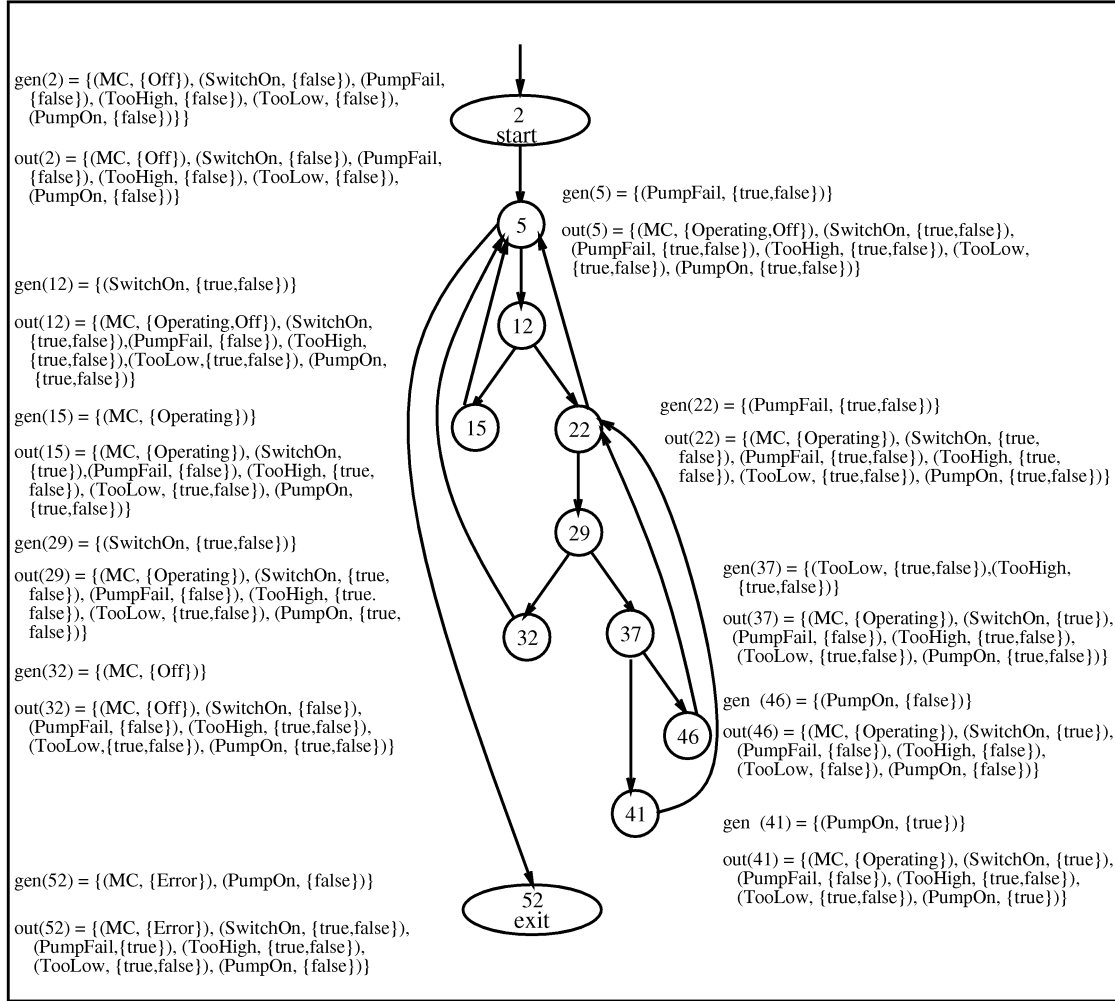 gen(2) = {(MC, {Off}), (SwitchOn, {false}), (PumpFail,
{false}), (TooHigh, {false}), (TooLow, {false}),
(PumpOn, {false})}}
2
start
out(2) = {(MC, {Off}), (SwitchOn, {false}), (PumpFail,
{false}), (TooHigh, {false}), (TooLow, {false}),
(PumpOn, {false})}
gen(5) = {(PumpFail, {true,false})}
5
out(5) = {(MC, {Operating,Off}), (SwitchOn, {true,false}),
(PumpFail, {true,false}), (TooHigh, {true,false}), (TooLow,
{true,false}), (PumpOn, {true,false})}
gen(12) = {(SwitchOn, {true,false})}
out(12) = {(MC, {Operating,Off}), (SwitchOn,
{true,false}),(PumpFail, {false}), (TooHigh,
{true,false}),(TooLow,{true,false}), (PumpOn,
{true,false})}
12
gen(15) = {(MC, {Operating})}
out(15) = {(MC, {Operating}), (SwitchOn,
{true}),(PumpFail, {false}), (TooHigh, {true,
false}), (TooLow, {true,false}), (PumpOn,
{true,false})}
15
22
gen(22) = {(PumpFail, {true,false})}
out(22) = {(MC, {Operating}), (SwitchOn, {true,
false}), (PumpFail, {true,false}), (TooHigh, {true,
false}), (TooLow, {true,false}), (PumpOn, {true,false})}
gen(29) = {(SwitchOn, {true,false})}
out(29) = {(MC, {Operating}), (SwitchOn, {true,
false}), (PumpFail, {false}), (TooHigh, {true.
false}), (TooLow, {true,false}), (PumpOn, {true,
false})}
29
gen(37) = {(TooLow, {true,false}),(TooHigh,
{true,false})}
out(37) = {(MC, {Operating}), (SwitchOn, {true}),
(PumpFail, {false}), (TooHigh, {true,false}),
(TooLow, {true,false}), (PumpOn, {true,false})}
32
37
gen(32) = {(MC, {Off})}
out(32) = {(MC, {Off}), (SwitchOn, {false}),
(PumpFail, {false}), (TooHigh, {true,false}),
(TooLow,{true,false}), (PumpOn, {true,false})}
gen (46) = {(PumpOn, {false})}
out(46) = {(MC, {Operating}), (SwitchOn, {true}),
(PumpFail, {false}), (TooHigh, {false}),
(TooLow, {false}), (PumpOn, {false})}
46
41
gen (41) = {(PumpOn, {true})}
out(41) = {(MC, {Operating}), (SwitchOn, {true}),
(PumpFail, {false}), (TooHigh, {true,false}),
(TooLow, {true,false}), (PumpOn, {true})}
gen(52) = {(MC, {Error}), (PumpOn, {false})}
out(52) = {(MC, {Error}), (SwitchOn, {true,false}),
(PumpFail,{true}), (TooHigh, {true,false}),
(TooLow, {true,false}), (PumpOn, {false})}
52
exit